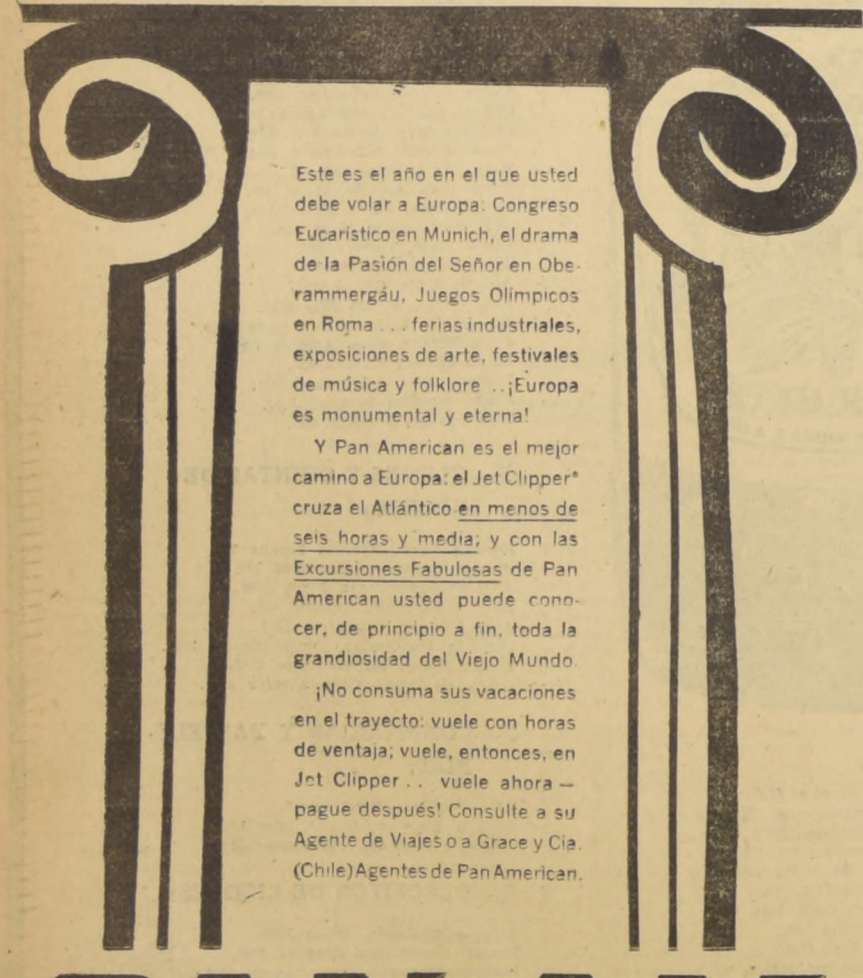 Este es el año en el que usted
debe volar a Europa: Congreso
Eucarístico en Munich, el drama
de la Pasión del Señor en Obe-
rammergáu, Juegos Olímpicos
en Roma ... ferias industriales,
exposiciones de arte, festivales
de música y folklore ..¡Europa
es monumental y eterna!
Y Pan American es el mejor
camino a Europa: el Jet Clipper*
cruza el Atlántico en menos de
seis horas y media; y con las
Excursiones Fabulosas de Pan
American usted puede cono-
cer, de principio a fin, toda la
grandiosidad del Viejo Mundo.
¡No consuma sus vacaciones
en el trayecto: vuele con horas
de ventaja; vuele, entonces, en
Jet Clipper .. vuele ahora —
pague después! Consulte a su
Agente de Viajes o a Grace y Cía.
(Chile) Agentes de Pan American.